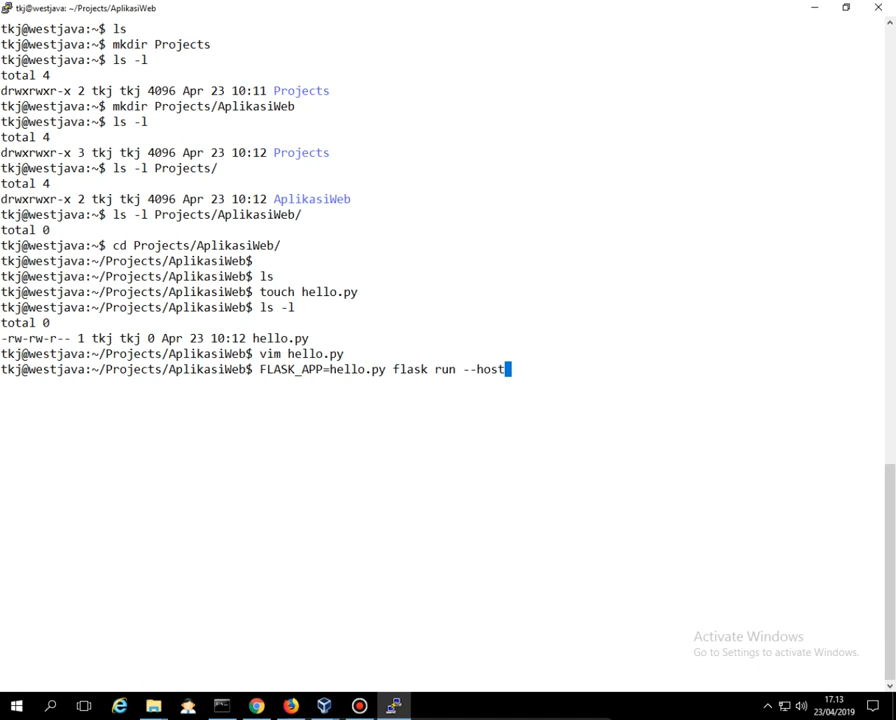 tkj@westjava: ~/Projects/AplikasiWeb
tkj@westjava:~$ ls
tkj@westjava:~$ mkdir Projects
tkj@westjava:~$ ls -l
total 4
drwxrwxr-x 2 tkj tkj 4096 Apr 23 10:11 Projects
tkj@westjava:~$ mkdir Projects/AplikasiWeb
tkj@westjava:~$ ls -l
total 4
drwxrwxr-x 3 tkj tkj 4096 Apr 23 10:12 Projects
tkj@westjava:~$ ls -l Projects/
total 4
drwxrwxr-x 2 tkj tkj 4096 Apr 23 10:12 AplikasiWeb
tkj@westjava:~$ ls -l Projects/AplikasiWeb/
total 0
tkj@westjava:~$ cd Projects/AplikasiWeb/
tkj@westjava:~/Projects/AplikasiWeb$
tkj@westjava:~/Projects/AplikasiWeb$ ls
tkj@westjava:~/Projects/AplikasiWeb$ touch hello.py
tkj@westjava:~/Projects/AplikasiWeb$ ls -l
total 0
-rw-rw-r-- 1 tkj tkj 0 Apr 23 10:12 hello.py
tkj@westjava:~/Projects/AplikasiWeb$ vim hello.py
tkj@westjava:~/Projects/AplikasiWeb$ FLASK_APP=hello.py flask run --host
Activate Windows
Go to Settings to activate Windows.
17.13
23/04/2019